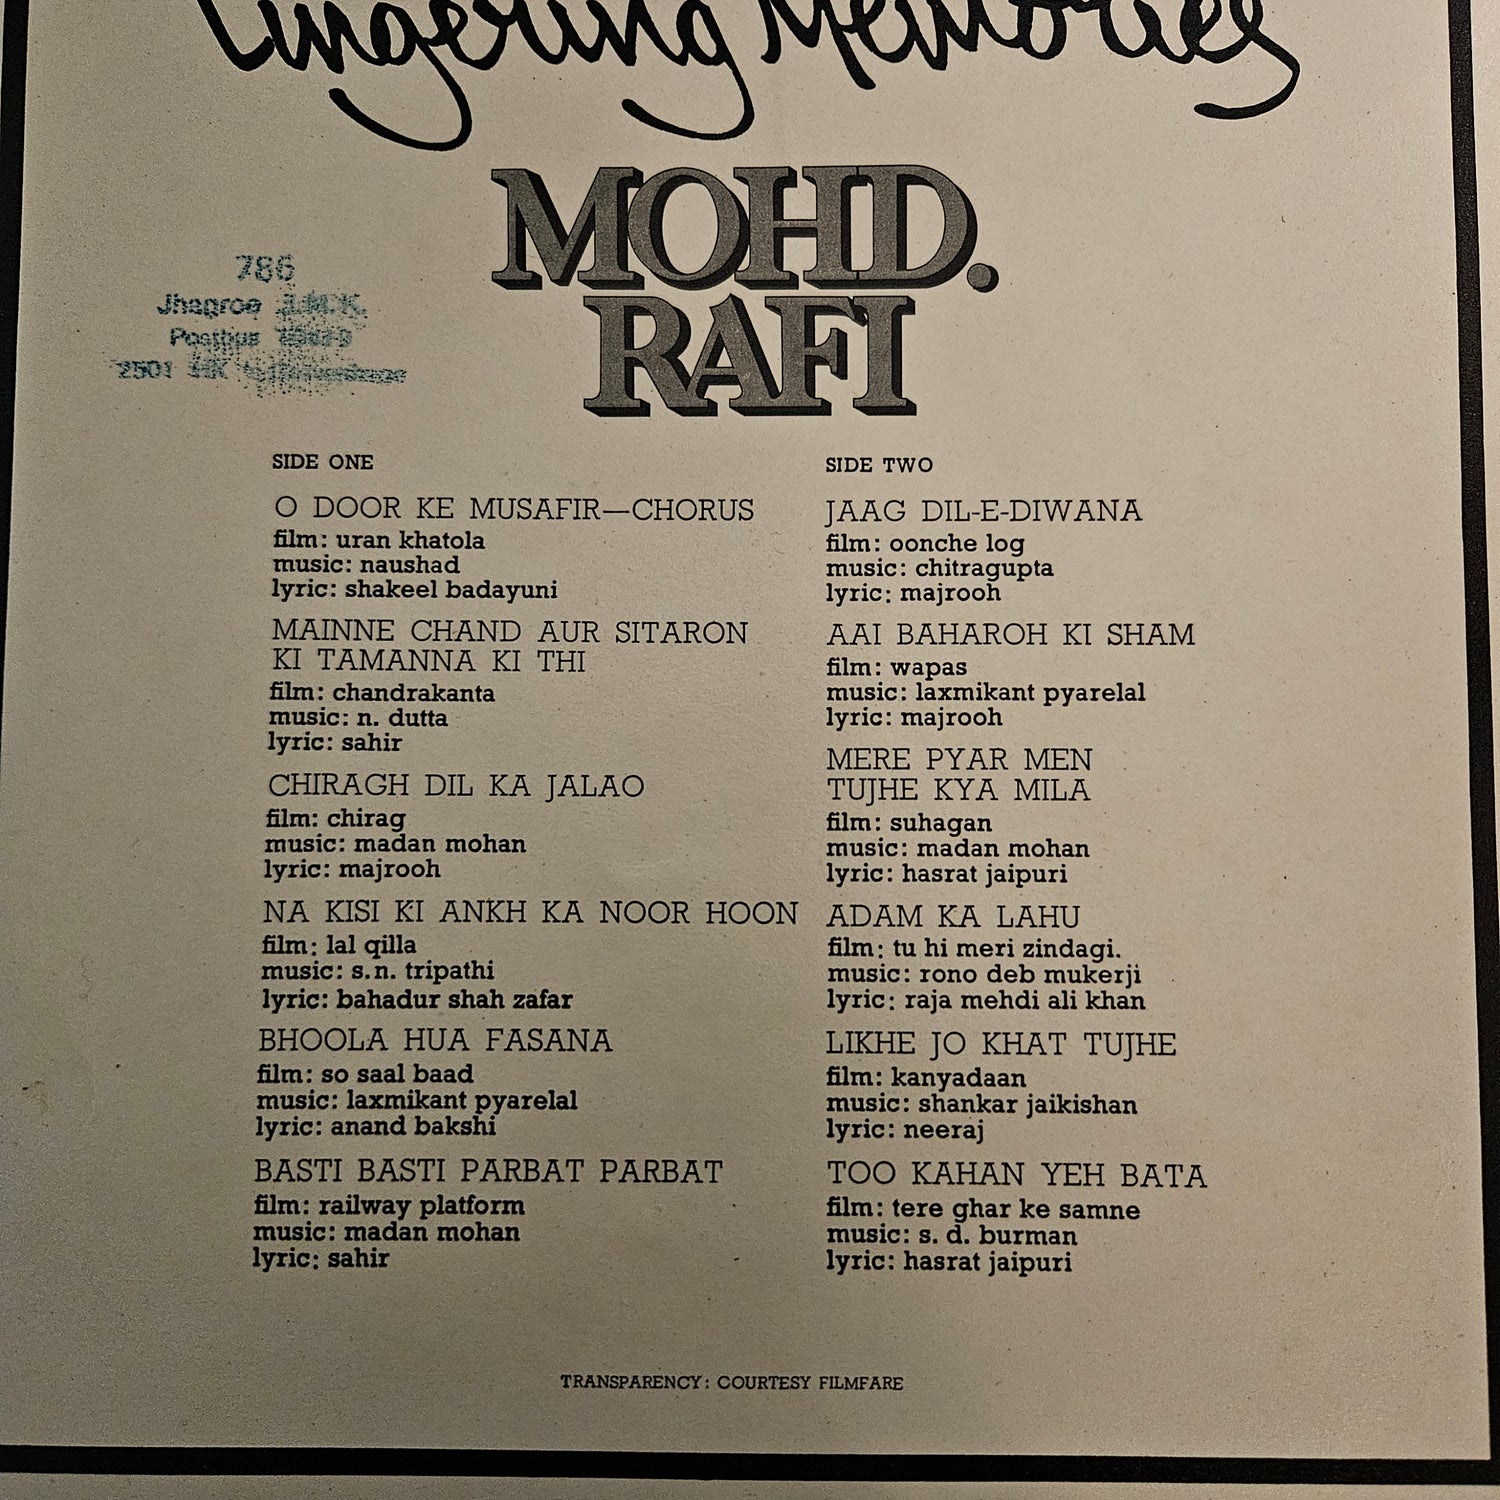 Lingering Memories
MOHD.
RAFI
786
Jhagroe J.M.K.
Postbus
2501
SIDE ONE
O DOOR KE MUSAFIR—CHORUS
film: uran khatola
music: naushad
lyric: shakeel badayuni
MAINNE CHAND AUR SITARON
KI TAMANNA KI THI
film: chandrakanta
music: n. dutta
lyric: sahir
CHIRAGH DIL KA JALAO
film: chirag
music: madan mohan
lyric: majrooh
NA KISI KI ANKH KA NOOR HOON
film: lal qilla
music: s.n. tripathi
lyric: bahadur shah zafar
BHOOLA HUA FASANA
film: so saal baad
music: laxmikant pyarelal
lyric: anand bakshi
BASTI BASTI PARBAT PARBAT
film: railway platform
music: madan mohan
lyric: sahir
SIDE TWO
JAAG DIL-E-DIWANA
film: oonche log
music: chitragupta
lyric: majrooh
AAI BAHAROH KI SHAM
film: wapas
music: laxmikant pyarelal
lyric: majrooh
MERE PYAR MEN
TUJHE KYA MILA
film: suhagan
music: madan mohan
lyric: hasrat jaipuri
ADAM KA LAHU
film: tu hi meri zindagi.
music: rono deb mukerji
lyric: raja mehdi ali khan
LIKHE JO KHAT TUJHE
film: kanyadaan
music: shankar jaikishan
lyric: neeraj
TOO KAHAN YEH BATA
film: tere ghar ke samne
music: s. d. burman
lyric: hasrat jaipuri
TRANSPARENCY: COURTESY FILMFARE